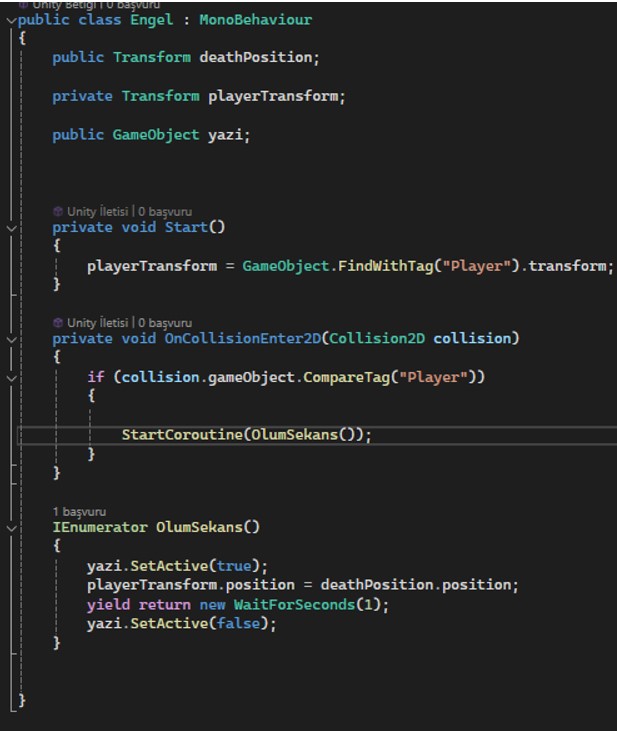 Unity Betiği | 0 başvuru
public class Engel : MonoBehaviour
{
public Transform deathPosition;
private Transform playerTransform;
public GameObject yazi;
Unity İletisi | 0 başvuru
private void Start()
{
playerTransform = GameObject.FindWithTag("Player").transform;
}
Unity İletisi | 0 başvuru
private void OnCollisionEnter2D(Collision2D collision)
{
if (collision.gameObject.CompareTag("Player"))
{
StartCoroutine(OlumSekans());
}
}
1 başvuru
IEnumerator OlumSekans()
{
yazi.SetActive(true);
playerTransform.position = deathPosition.position;
yield return new WaitForSeconds(1);
yazi.SetActive(false);
}
}